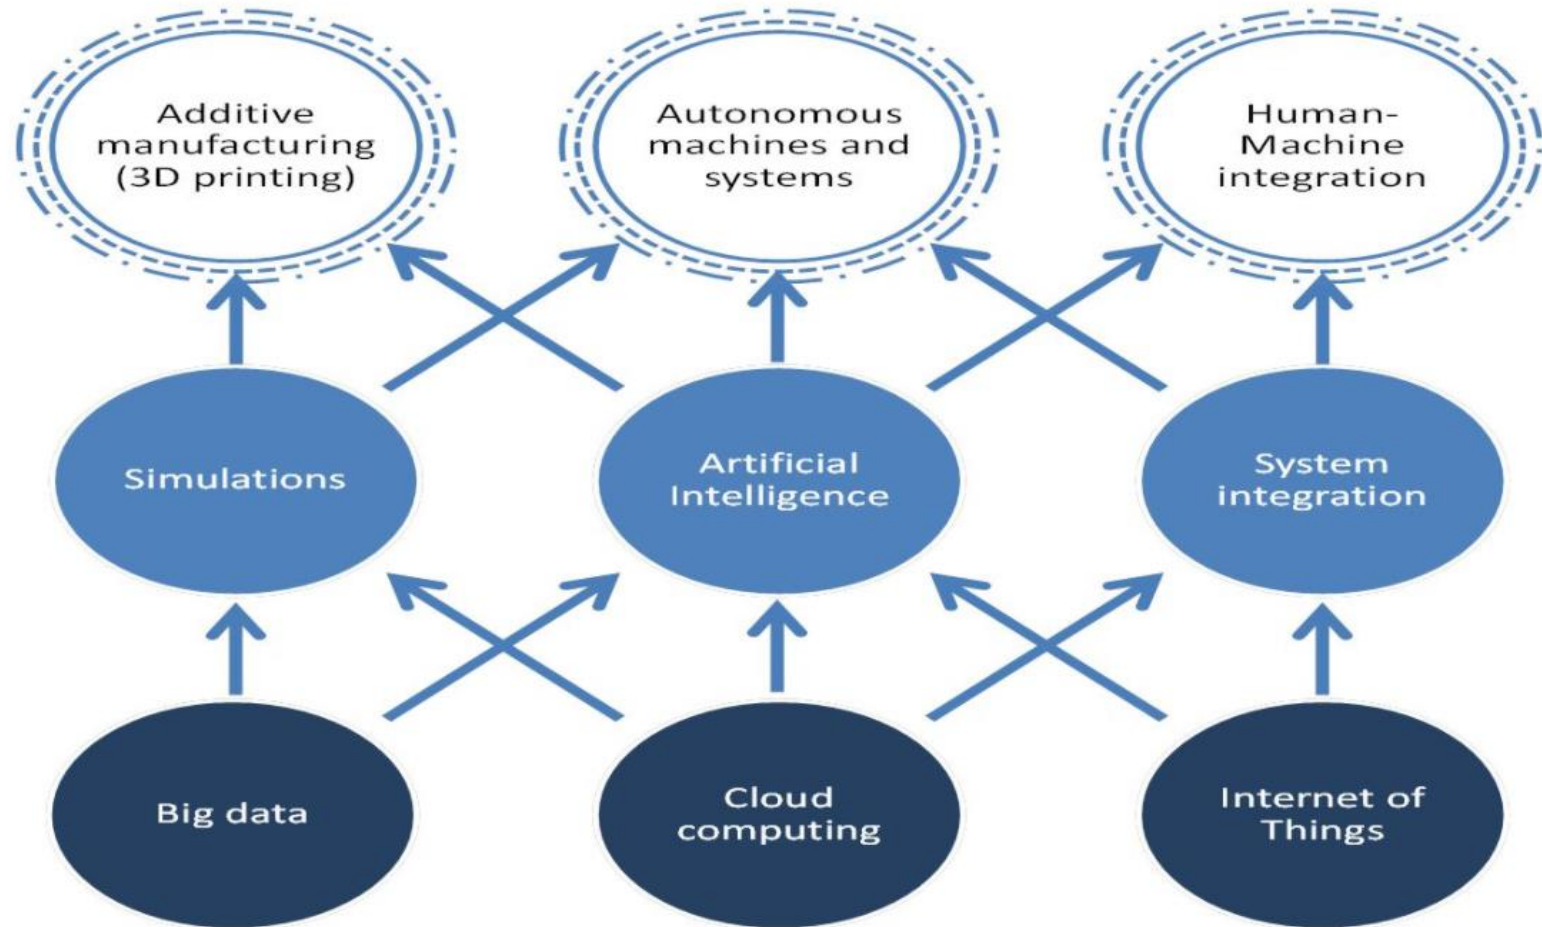 Additive
manufacturing
(3D printing)
Autonomous
machines and
systems
Human-
Machine
integration
Simulations
Artificial
Intelligence
System
integration
Big data
Cloud
computing
Internet of
Things